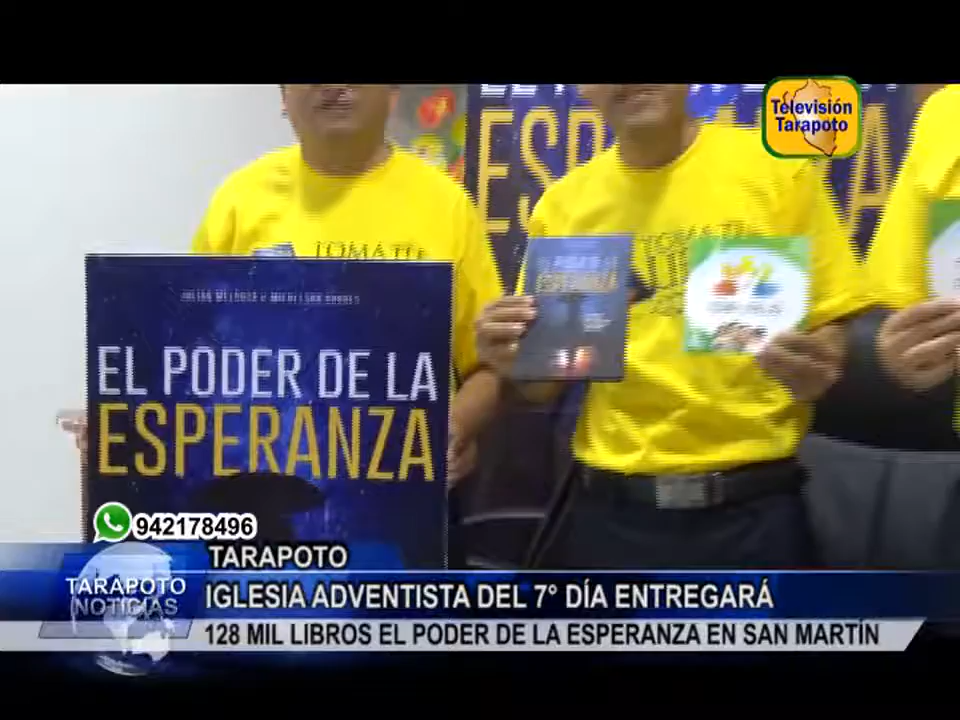 Televisión
Tarapoto
EL PODER DE LA
ESPERANZA
ESPERANZA
942178496
TARAPOTO
TARAPOTO
NOTICIAS
IGLESIA ADVENTISTA DEL 7° DÍA ENTREGARÁ
128 MIL LIBROS EL PODER DE LA ESPERANZA EN SAN MARTÍN